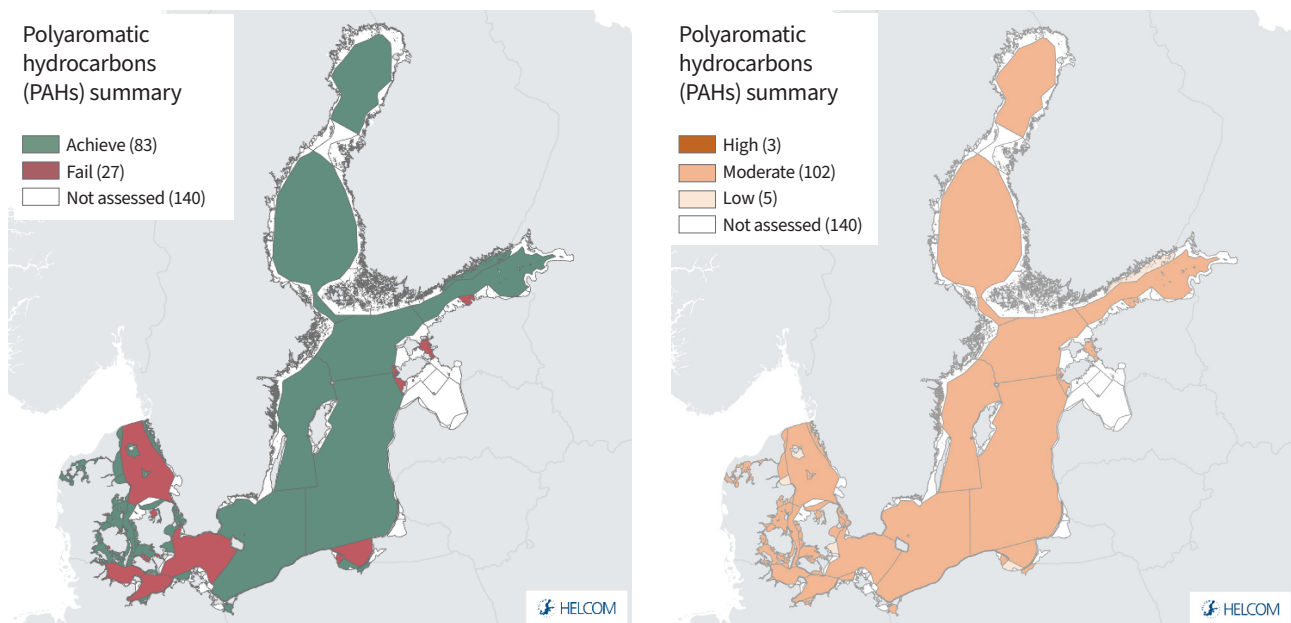 Polyaromatic
hydrocarbons
(PAHs) summary
Achieve (83)
Fail (27)
Not assessed (140)
HELCOM
Polyaromatic
hydrocarbons
(PAHs) summary
High (3)
Moderate (102)
Low (5)
Not assessed (140)
HELCOM